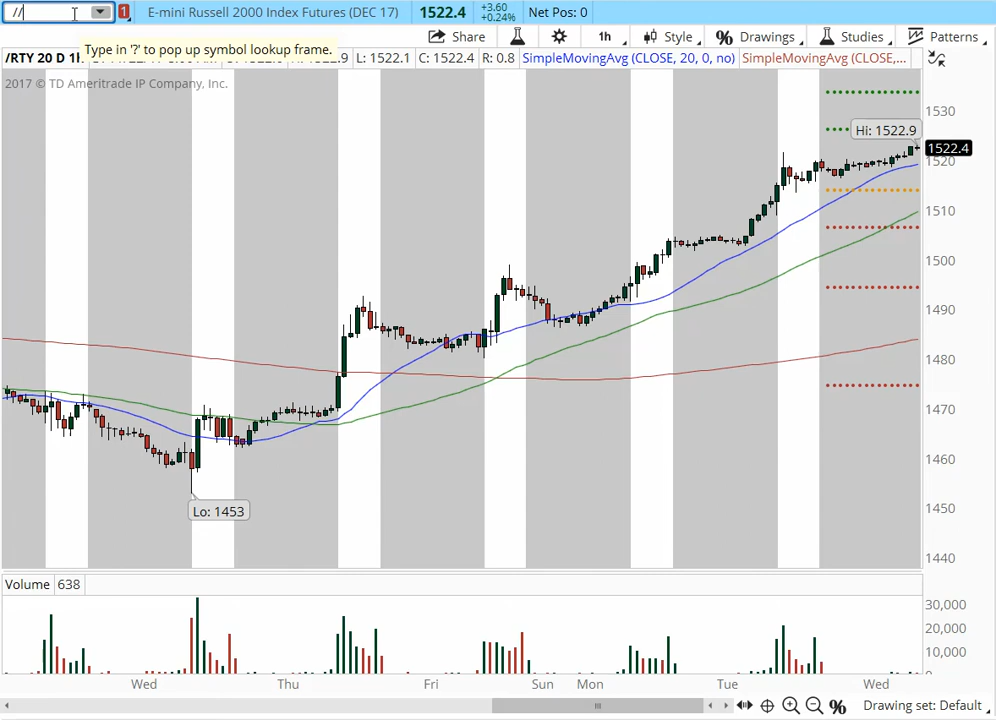 // 1 E-mini Russell 2000 Index Futures (DEC 17) 1522.4 +3.60 +0.24% Net Pos: 0
Share 1h Style % Drawings Studies Patterns
Type in '?' to pop up symbol lookup frame.
/RTY 20 D 1h L: 1522.1 C: 1522.4 R: 0.8 SimpleMovingAvg (CLOSE, 20, 0, no) SimpleMovingAvg (CLOSE,...
2017 © TD Ameritrade IP Company, Inc.
1530
Hi: 1522.9
1522.4
1520
1510
1500
1490
1480
1470
1460
Lo: 1453
1450
1440
Volume 638
30,000
20,000
10,000
Wed Thu Fri Sun Mon Tue Wed
% Drawing set: Default